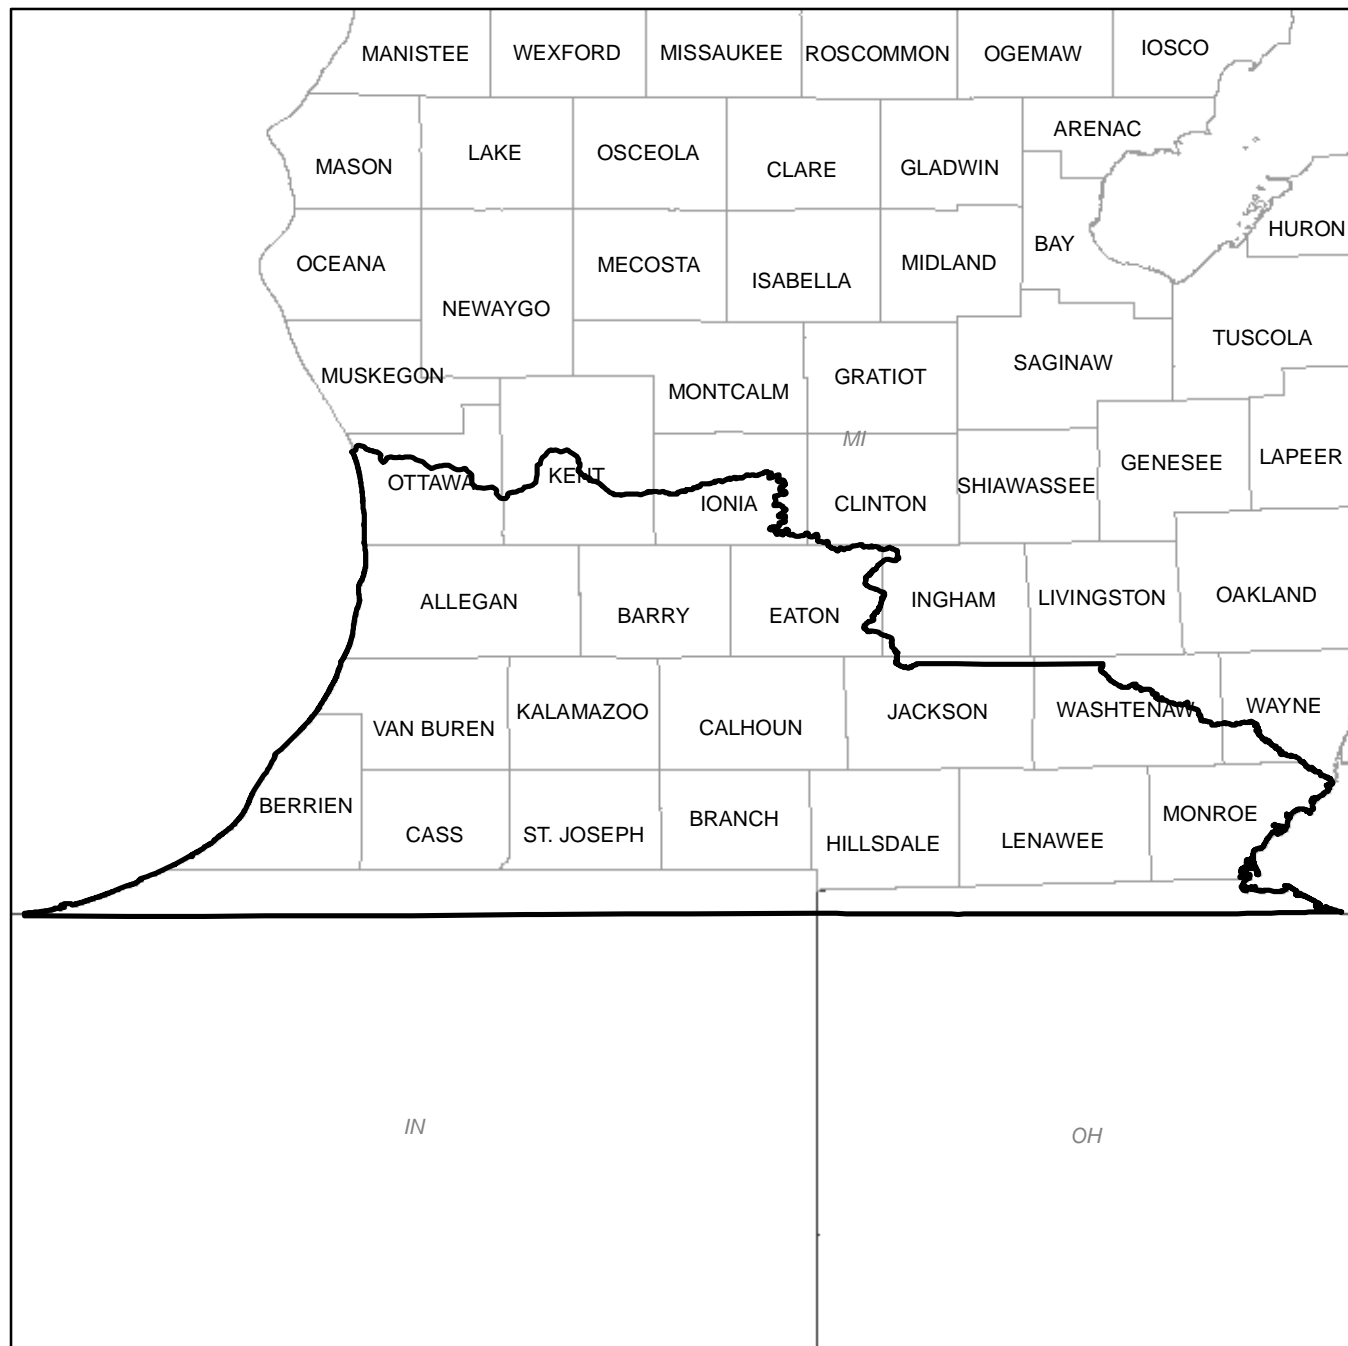 MANISTEE WEXFORD MISSAUKEE ROSCOMMON OGEMAW IOSCO
ARENAC
MASON LAKE OSCEOLA CLARE GLADWIN
HURON
OCEANA MECOSTA ISABELLA MIDLAND BAY
NEWAYGO
TUSCOLA
MUSKEGON MONTCALM GRATIOT SAGINAW
MI
OTTAWA KENT IONIA CLINTON SHIAWASSEE GENESEE LAPEER
ALLEGAN BARRY EATON INGHAM LIVINGSTON OAKLAND
VAN BUREN KALAMAZOO CALHOUN JACKSON WASHTENAW WAYNE
BERRIEN CASS ST. JOSEPH BRANCH HILLSDALE LENAWEE MONROE
IN OH